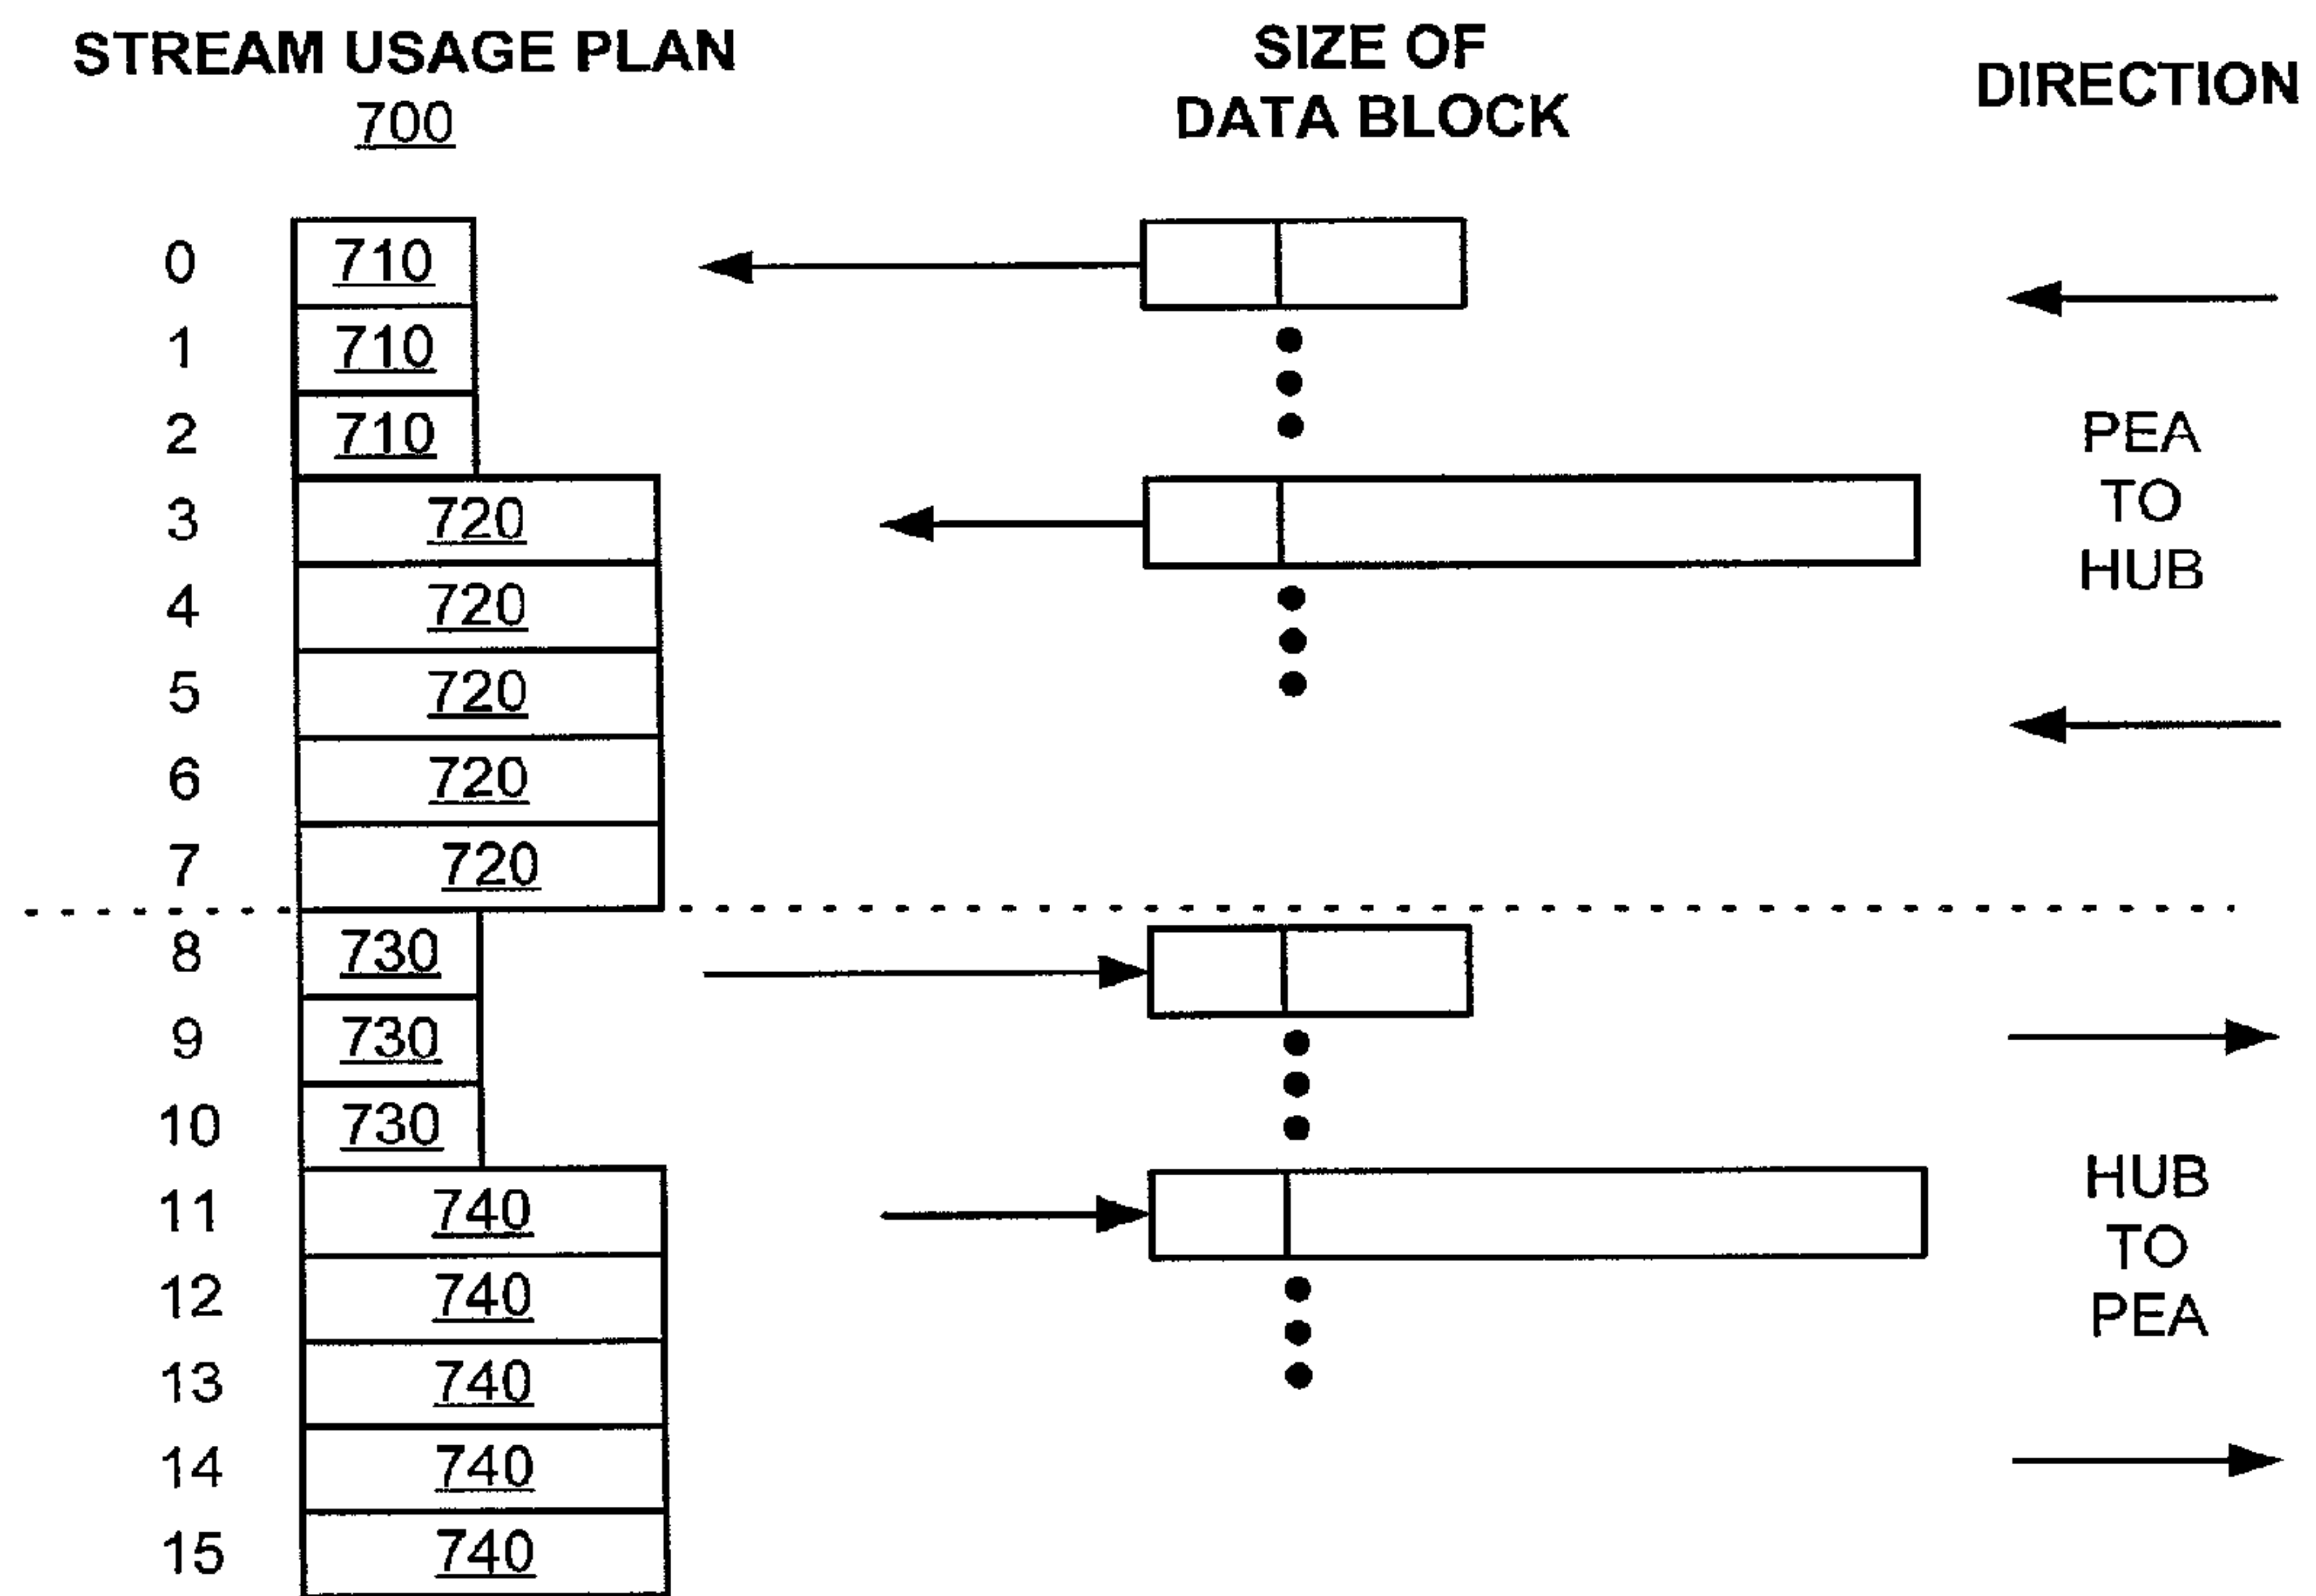 STREAM USAGE PLAN
700
SIZE OF
DATA BLOCK
DIRECTION
0 710
1 710
2 710
3 720
4 720
5 720
6 720
7 720
PEA
TO
HUB
8 730
9 730
10 730
11 740
12 740
13 740
14 740
15 740
HUB
TO
PEA